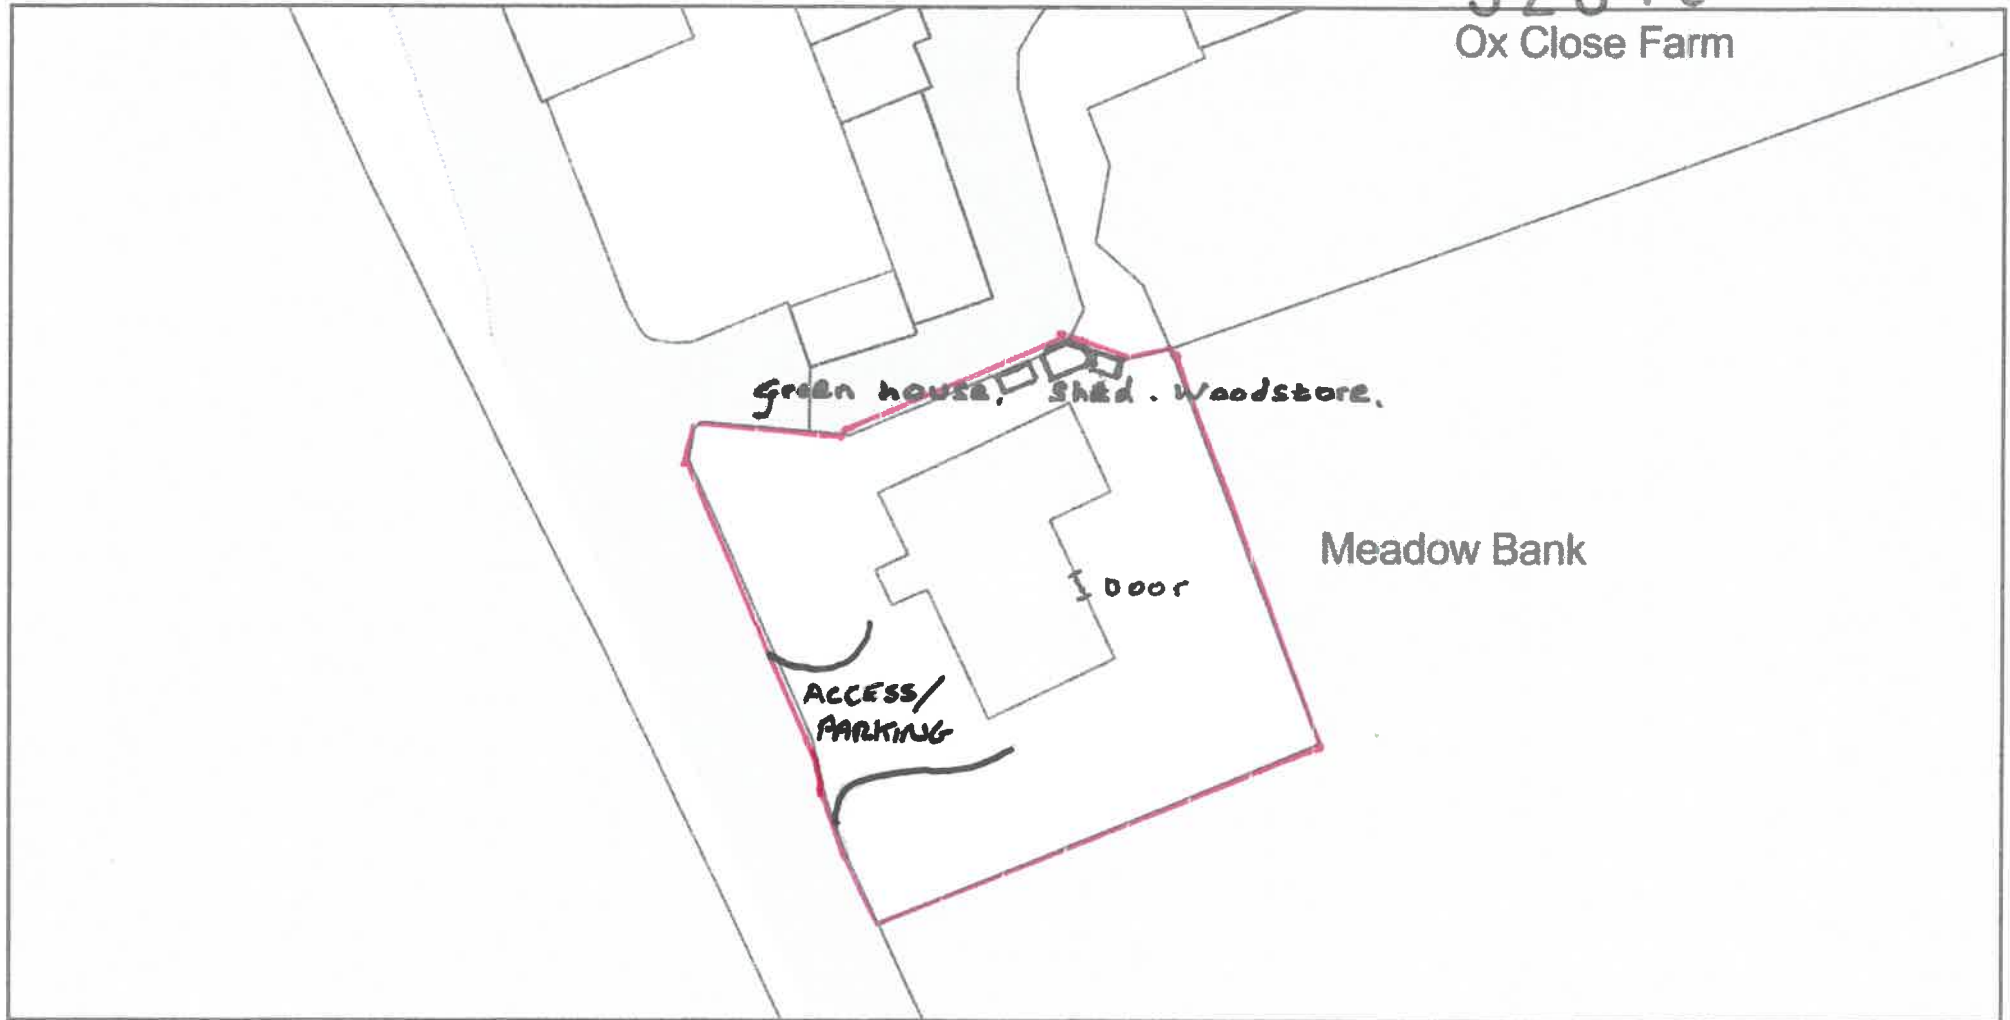 Ox Close Farm
Green house, Shed. Woodstore.
Meadow Bank
Door
ACCESS/
PARKING